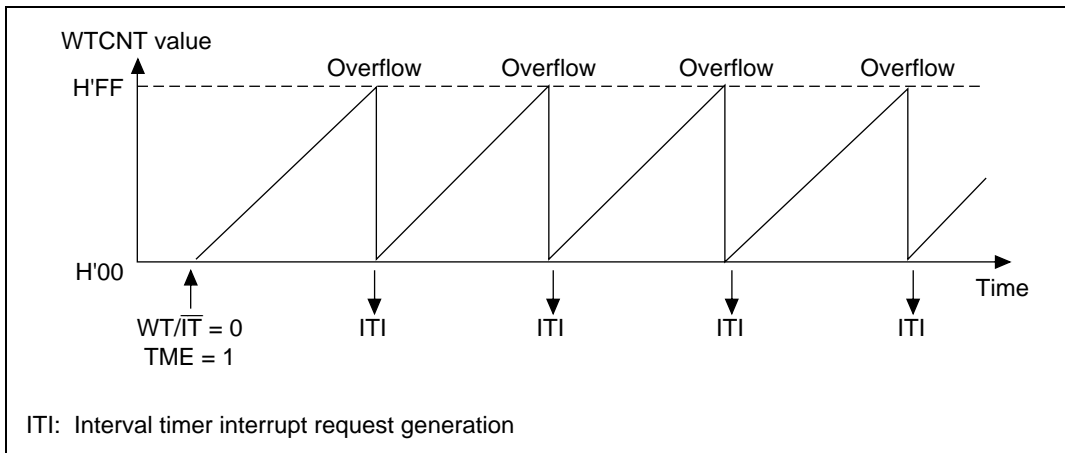 WTCNT value
Overflow Overflow Overflow Overflow
H'FF
H'00
Time
WT/I̅T̅ = 0
TME = 1
ITI ITI ITI ITI
ITI: Interval timer interrupt request generation